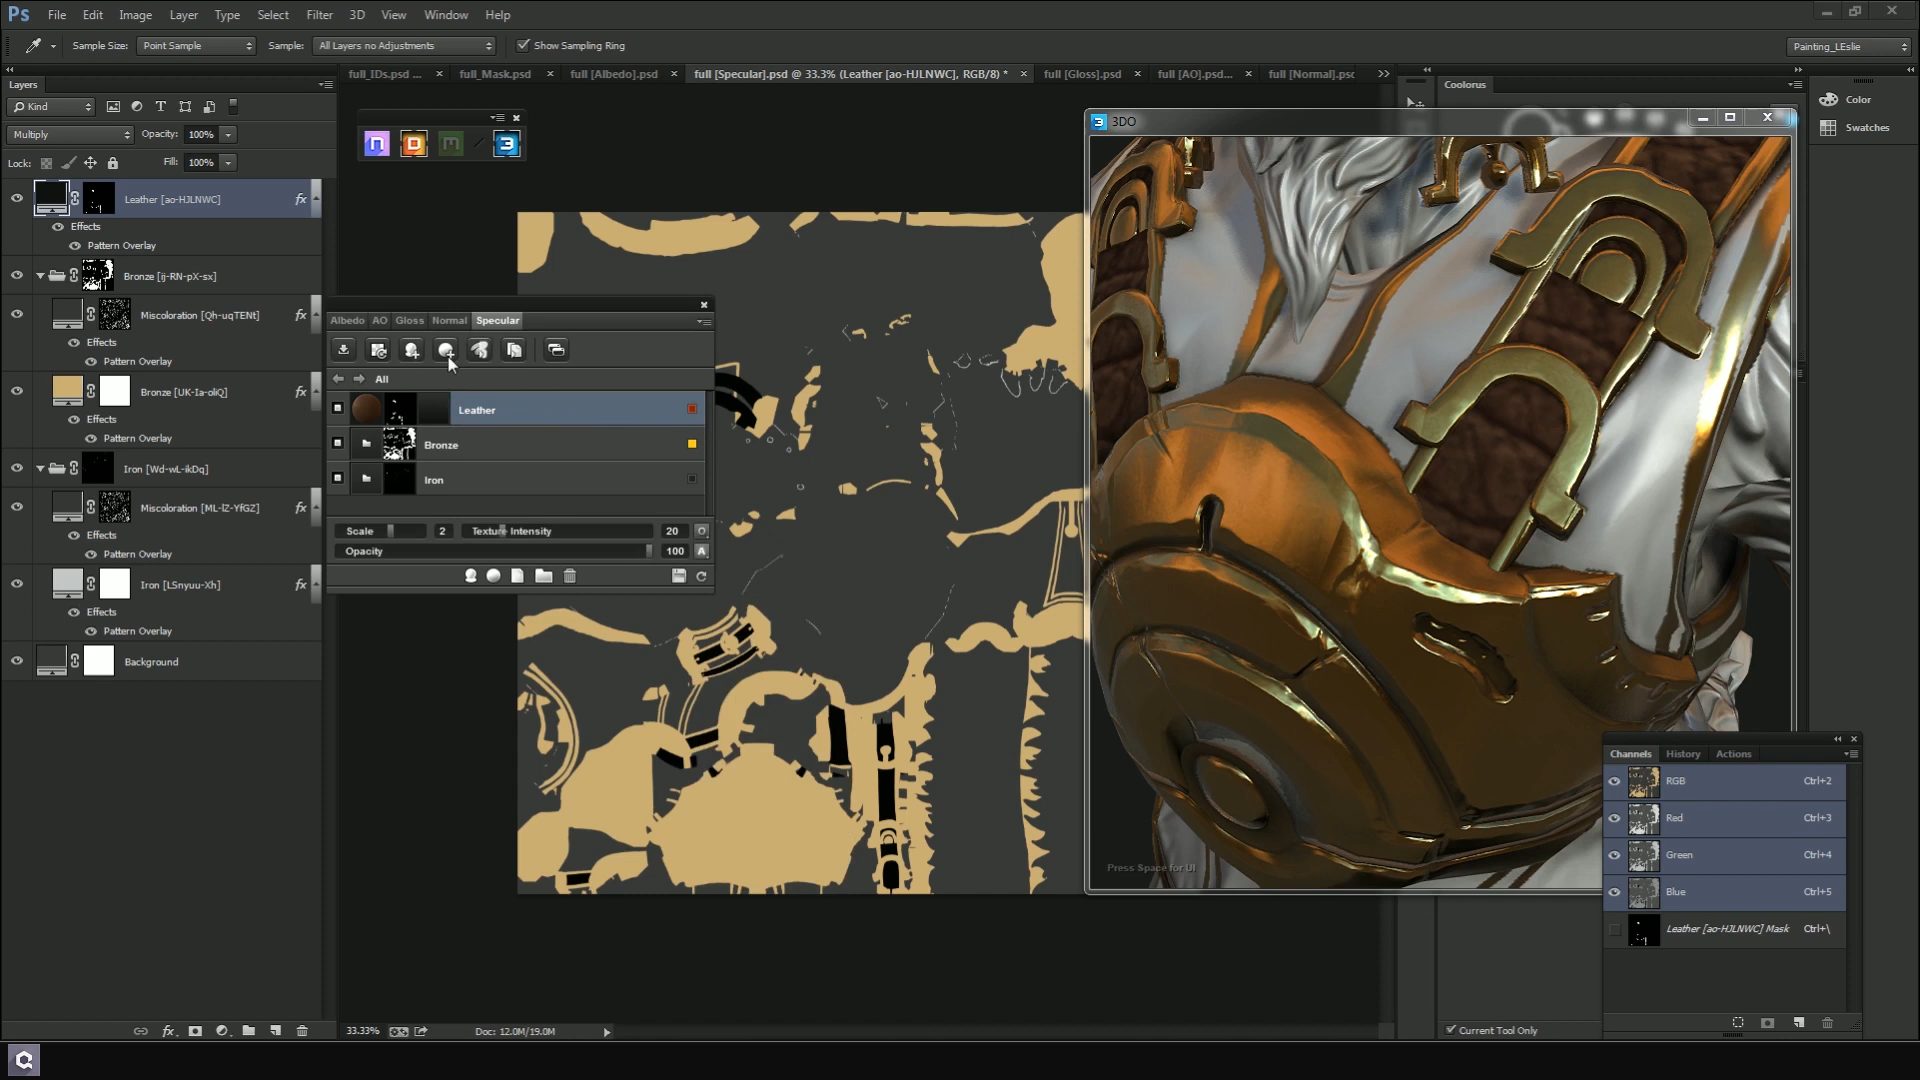 Ps File Edit Image Layer Type Select Filter 3D View Window Help
Sample Size: Point Sample Sample: All Layers no Adjustments Show Sampling Ring Painting_LEslie
full_IDs.psd ... × full_Mask.psd × full [Albedo].psd × full [Specular].psd @ 33.3% (Leather [ao-HJLNWC], RGB/8) * × full [Gloss].psd × full [AO].psd... × full [Normal].psc
Layers
Kind
Multiply Opacity: 100%
Lock: Fill: 100%
Leather [ao-HJLNWC] fx
Effects
Pattern Overlay
Bronze [ij-RN-pX-sx]
Miscoloration [Qh-uqTENt] fx
Effects
Pattern Overlay
Bronze [UK-Ia-oliQ] fx
Effects
Pattern Overlay
Iron [Wd-wL-ikDq]
Miscoloration [ML-lZ-YfGZ] fx
Effects
Pattern Overlay
Iron [LSnyuu-Xh] fx
Effects
Pattern Overlay
Background
n D m 3
Albedo AO Gloss Normal Specular
All
Leather
Bronze
Iron
Scale 2 Texture Intensity 20
Opacity 100 A
33.33% Doc: 12.0M/19.0M
3DO
Press Space for UI
Coolorus
Color
Swatches
Channels History Actions
RGB Ctrl+2
Red Ctrl+3
Green Ctrl+4
Blue Ctrl+5
Leather [ao-HJLNWC] Mask Ctrl+\
Current Tool Only